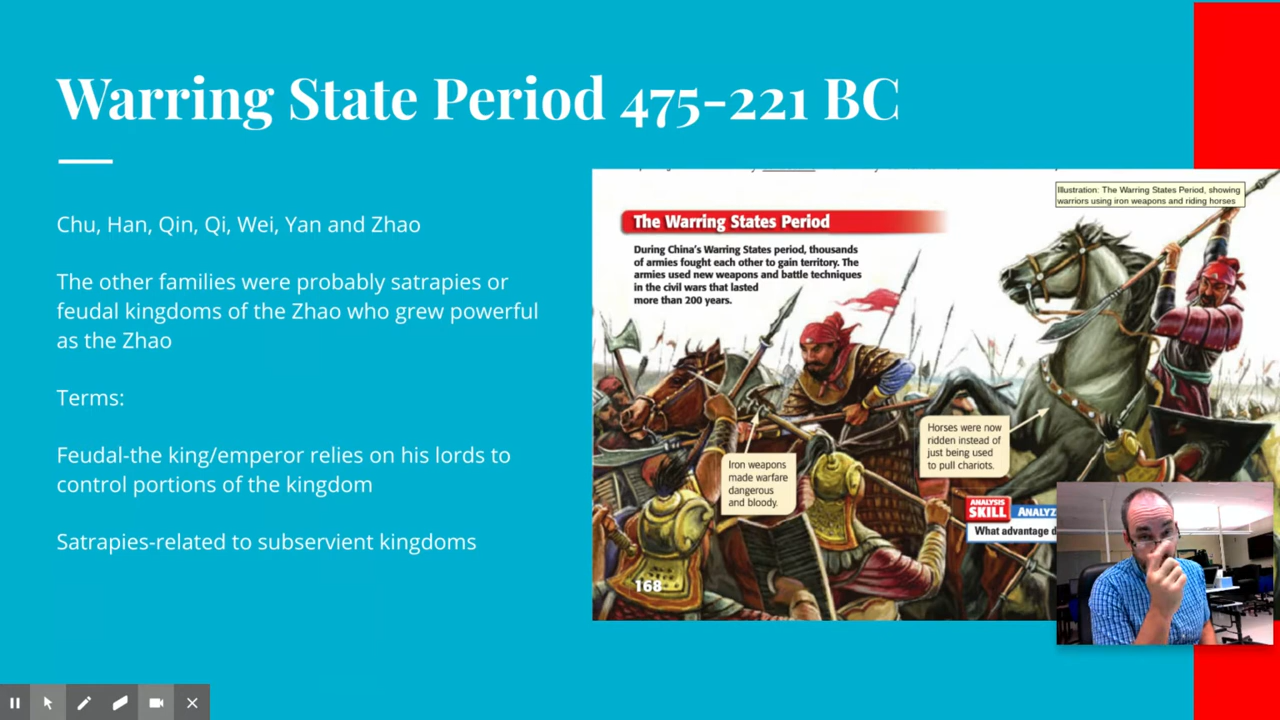 Warring State Period 475-221 BC
Chu, Han, Qin, Qi, Wei, Yan and Zhao
The other families were probably satrapies or
feudal kingdoms of the Zhao who grew powerful
as the Zhao
Terms:
Feudal-the king/emperor relies on his lords to
control portions of the kingdom
Satrapies-related to subservient kingdoms
Illustration: The Warring States Period, showing
warriors using iron weapons and riding horses
The Warring States Period
During China's Warring States period, thousands
of armies fought each other to gain territory. The
armies used new weapons and battle techniques
in the civil wars that lasted
more than 200 years.
Horses were now
ridden instead of
just being used
to pull chariots.
Iron weapons
made warfare
dangerous
and bloody.
ANALYSIS
SKILL
What advantage
168